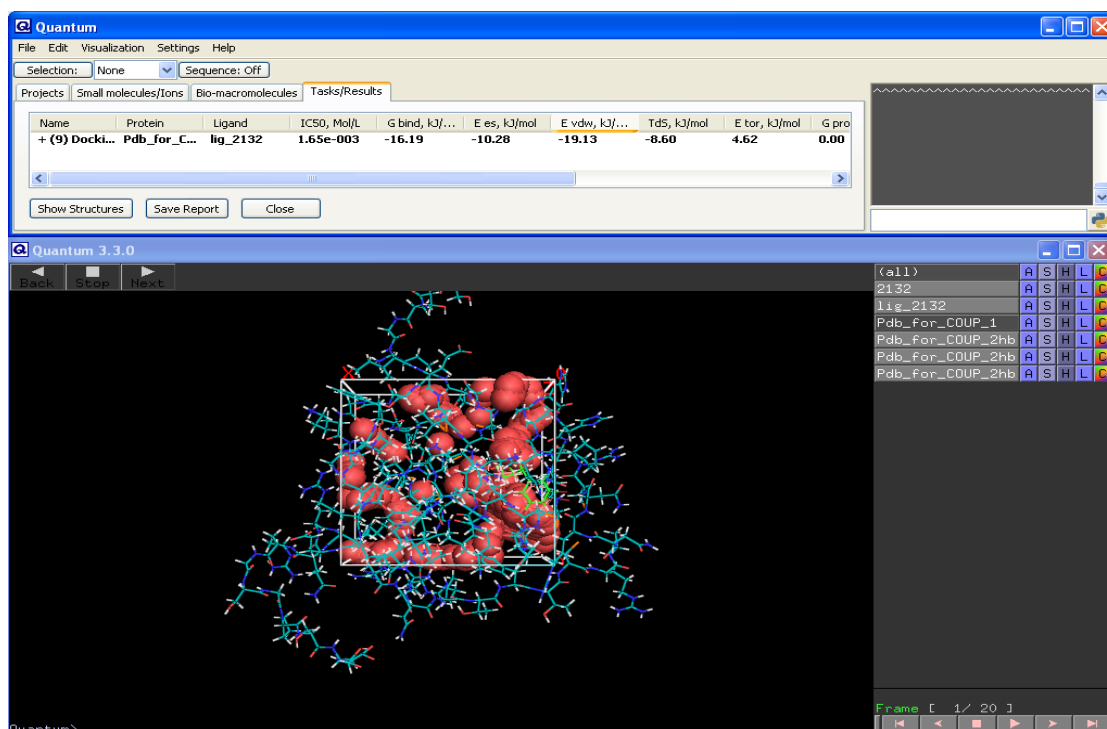 Quantum
File Edit Visualization Settings Help
Selection: None Sequence: Off
Projects Small molecules/Ions Bio-macromolecules Tasks/Results
Name Protein Ligand IC50, Mol/L G bind, kJ/... E es, kJ/mol E vdw, kJ/... TdS, kJ/mol E tor, kJ/mol G pro
+ (9) Docki... Pdb_for_C... lig_2132 1.65e-003 -16.19 -10.28 -19.13 -8.60 4.62 0.00
Show Structures Save Report Close
^^^^^^^^^^^^^^^^^^^^^^^^^^^^
Quantum 3.3.0
Back Stop Next
(all) A S H L C
2132 A S H L C
lig_2132 A S H L C
Pdb_for_COUP_1 A S H L C
Pdb_for_COUP_2hb A S H L C
Pdb_for_COUP_2hb A S H L C
Pdb_for_COUP_2hb A S H L C
Frame [ 1/ 20 ]
Quantum>